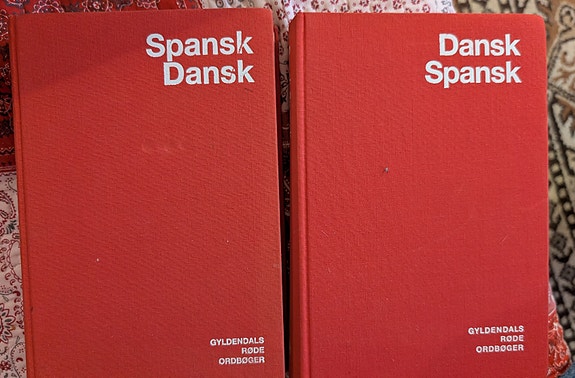 Spansk
Dansk
GYLDENDALS
RØDE
ORDBØGER
Dansk
Spansk
GYLDENDALS
RØDE
ORDBØGER